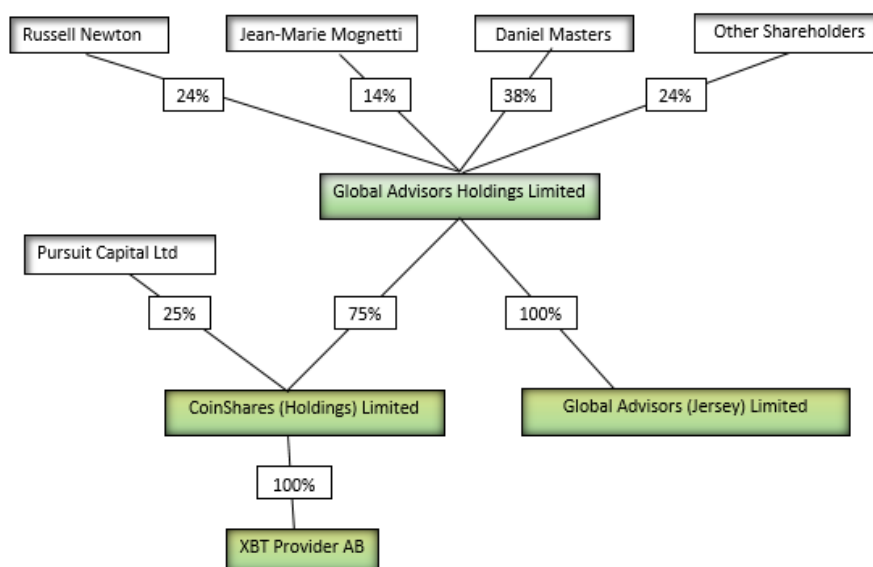 Russell Newton
Jean-Marie Mognetti
Daniel Masters
Other Shareholders
24%
14%
38%
24%
Global Advisors Holdings Limited
Pursuit Capital Ltd
25%
75%
100%
CoinShares (Holdings) Limited
Global Advisors (Jersey) Limited
100%
XBT Provider AB